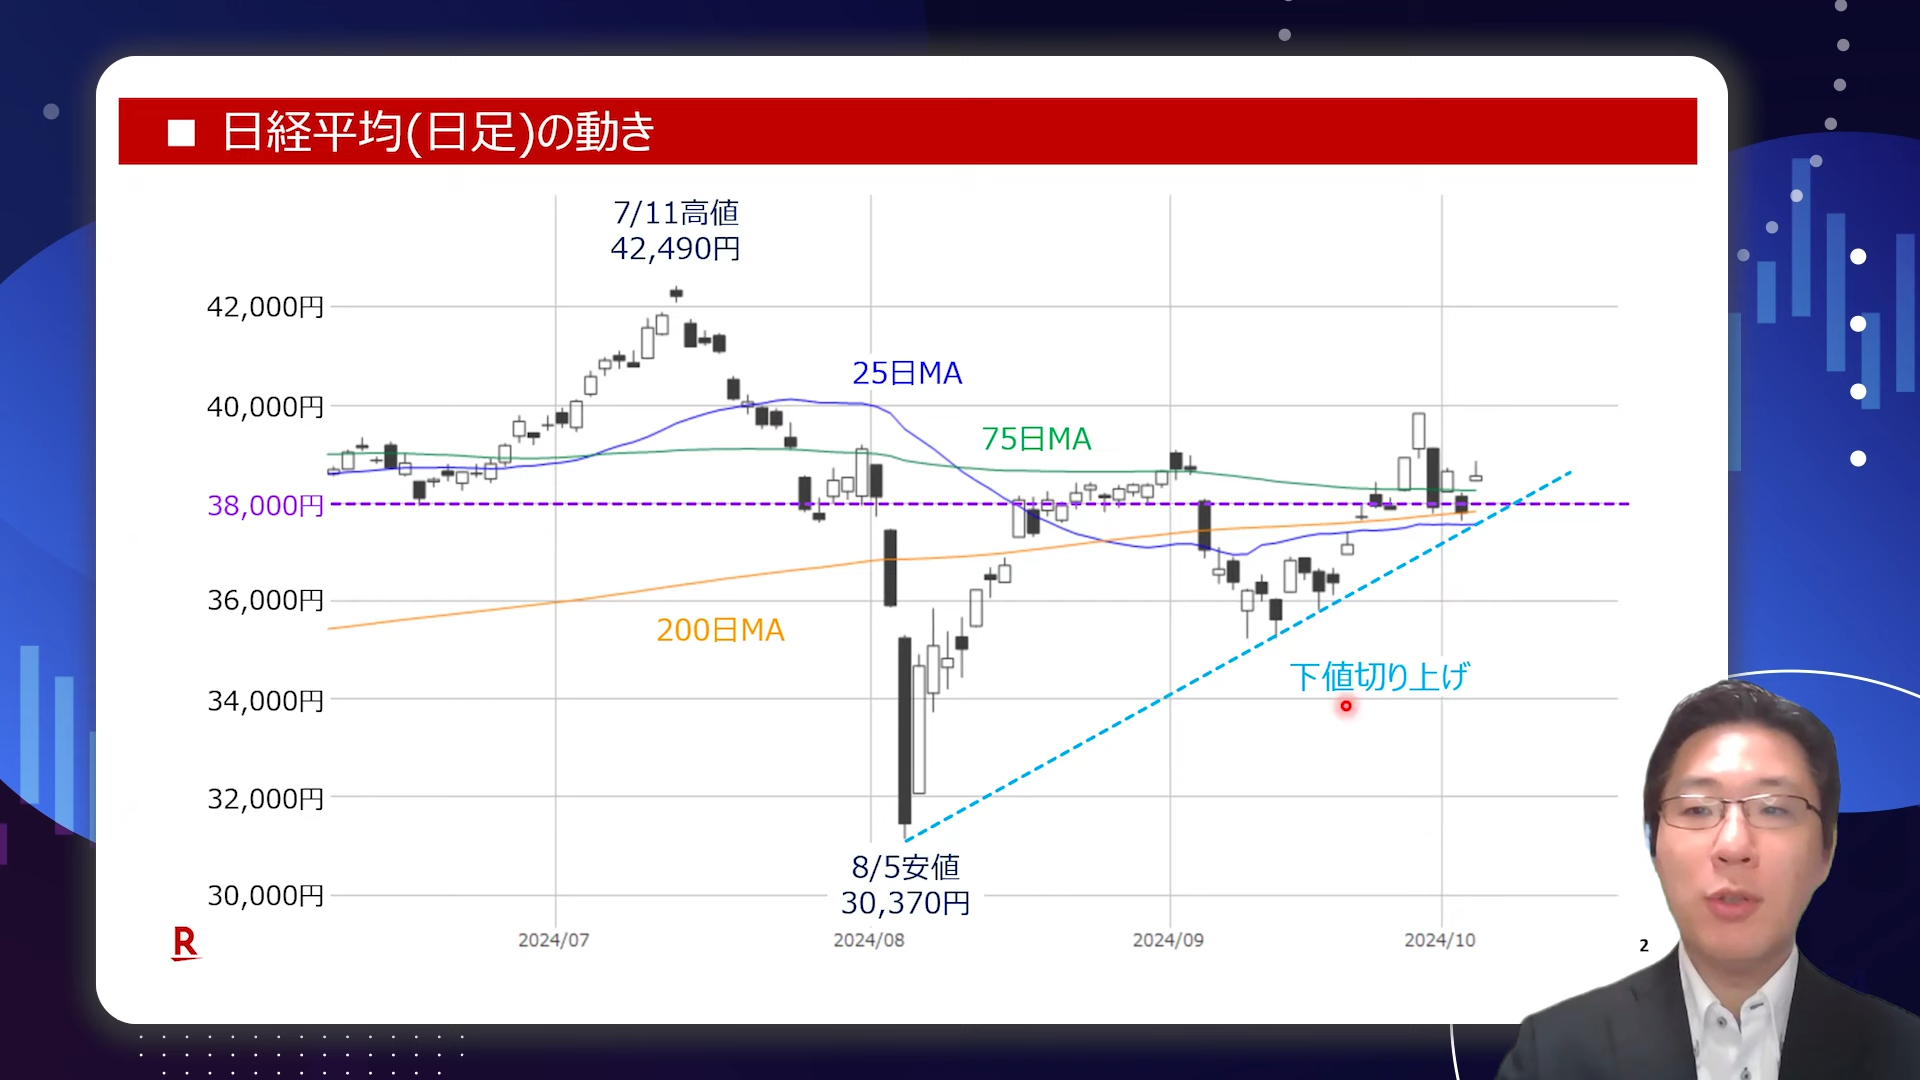 ■ 日経平均(日足)の動き
7/11高値
42,490円
42,000円
25日MA
40,000円
75日MA
38,000円
36,000円
200日MA
下値切り上げ
34,000円
32,000円
8/5安値
30,370円
30,000円
R
2024/07
2024/08
2024/09
2024/10
2